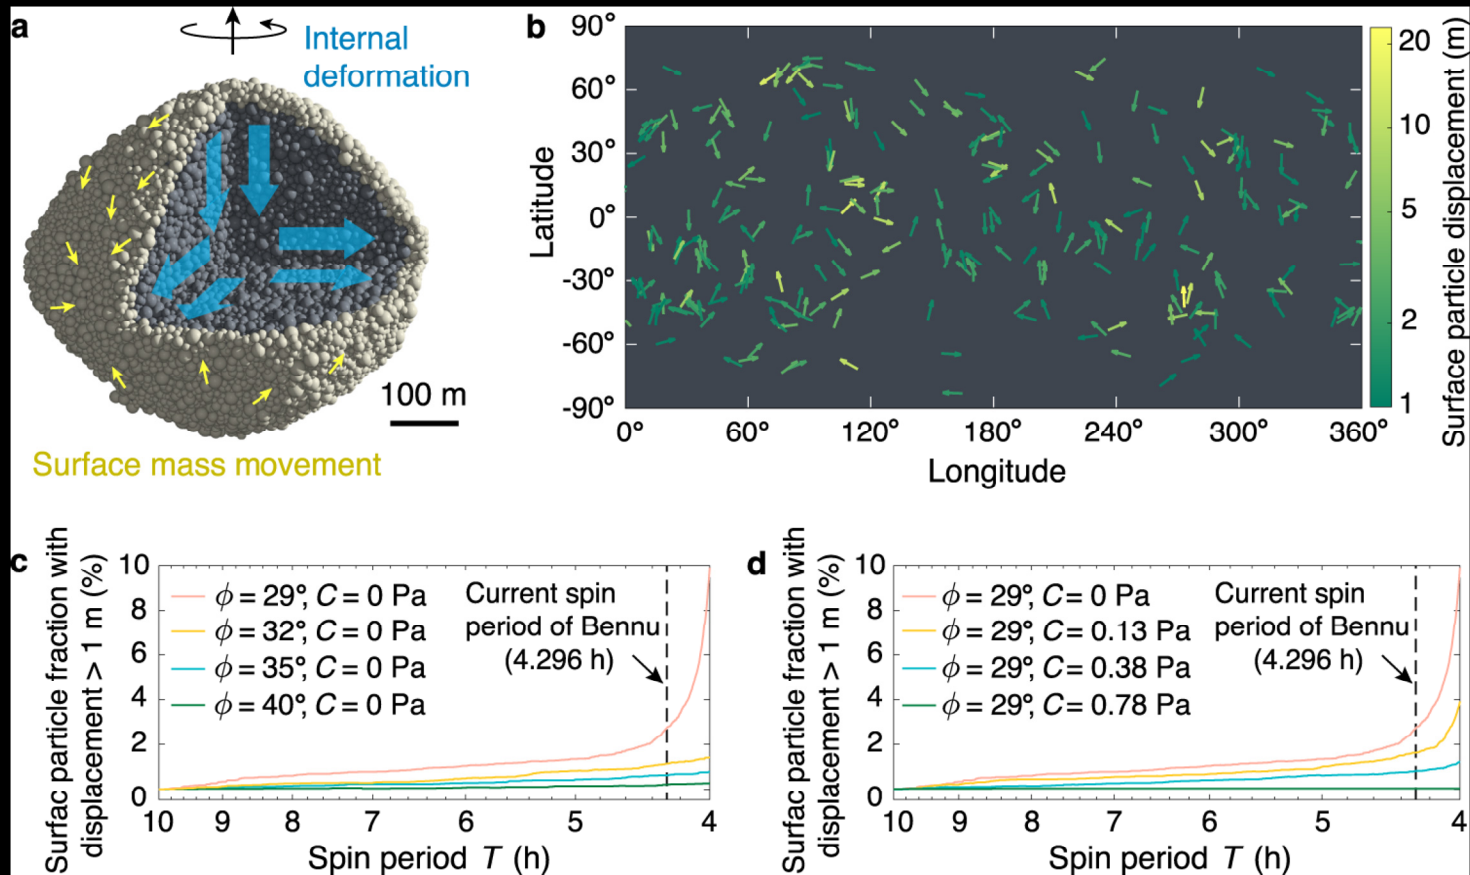 a
Internal
deformation
100 m
Surface mass movement
b
90°
60°
30°
0°
-30°
-60°
-90°
Latitude
0° 60° 120° 180° 240° 300° 360°
Longitude
20
10
5
2
1
Surface particle displacement (m)
c
Surfac particle fraction with
displacement > 1 m (%)
10
8
6
4
2
0
ϕ = 29°, C = 0 Pa
ϕ = 32°, C = 0 Pa
ϕ = 35°, C = 0 Pa
ϕ = 40°, C = 0 Pa
Current spin
period of Bennu
(4.296 h)
10 9 8 7 6 5 4
Spin period T (h)
d
Surfac particle fraction with
displacement > 1 m (%)
10
8
6
4
2
0
ϕ = 29°, C = 0 Pa
ϕ = 29°, C = 0.13 Pa
ϕ = 29°, C = 0.38 Pa
ϕ = 29°, C = 0.78 Pa
Current spin
period of Bennu
(4.296 h)
10 9 8 7 6 5 4
Spin period T (h)